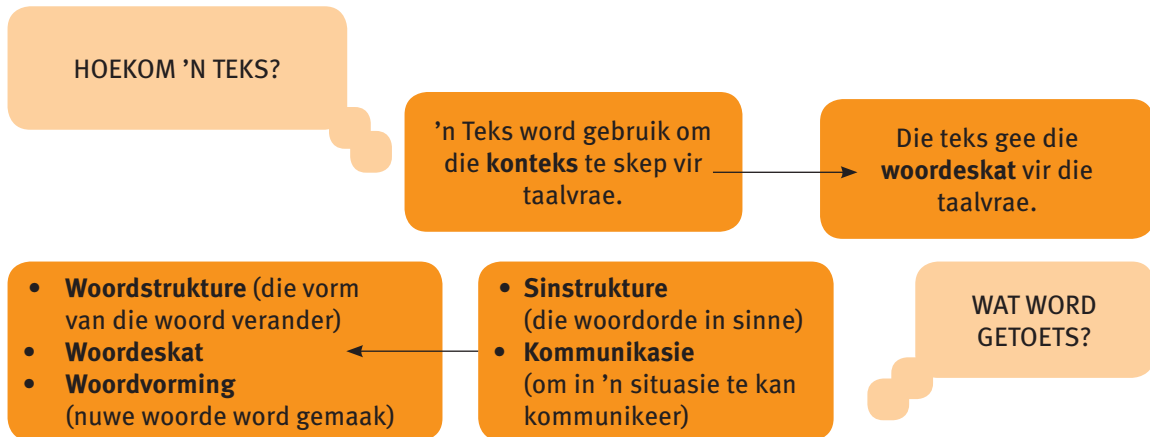 HOEKOM ’N TEKS?
’n Teks word gebruik om
die konteks te skep vir
taalvrae.
Die teks gee die
woordeskat vir die
taalvrae.
• Woordstrukture (die vorm
van die woord verander)
• Woordeskat
• Woordvorming
(nuwe woorde word gemaak)
• Sinstrukture
(die woordorde in sinne)
• Kommunikasie
(om in ’n situasie te kan
kommunikeer)
WAT WORD
GETOETS?